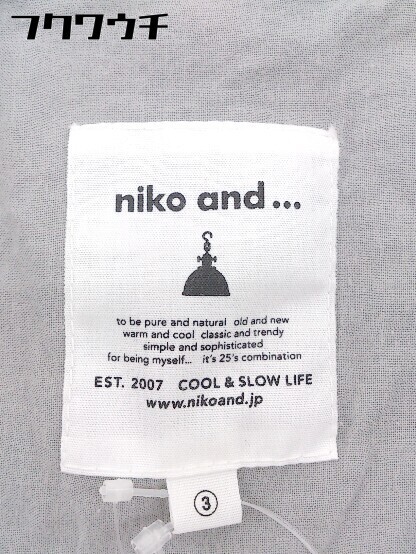 フクワウチ
niko and ...
to be pure and natural old and new
warm and cool classic and trendy
simple and sophisticated
for being myself... it's 25's combination
EST. 2007 COOL & SLOW LIFE
www.nikoand.jp
③